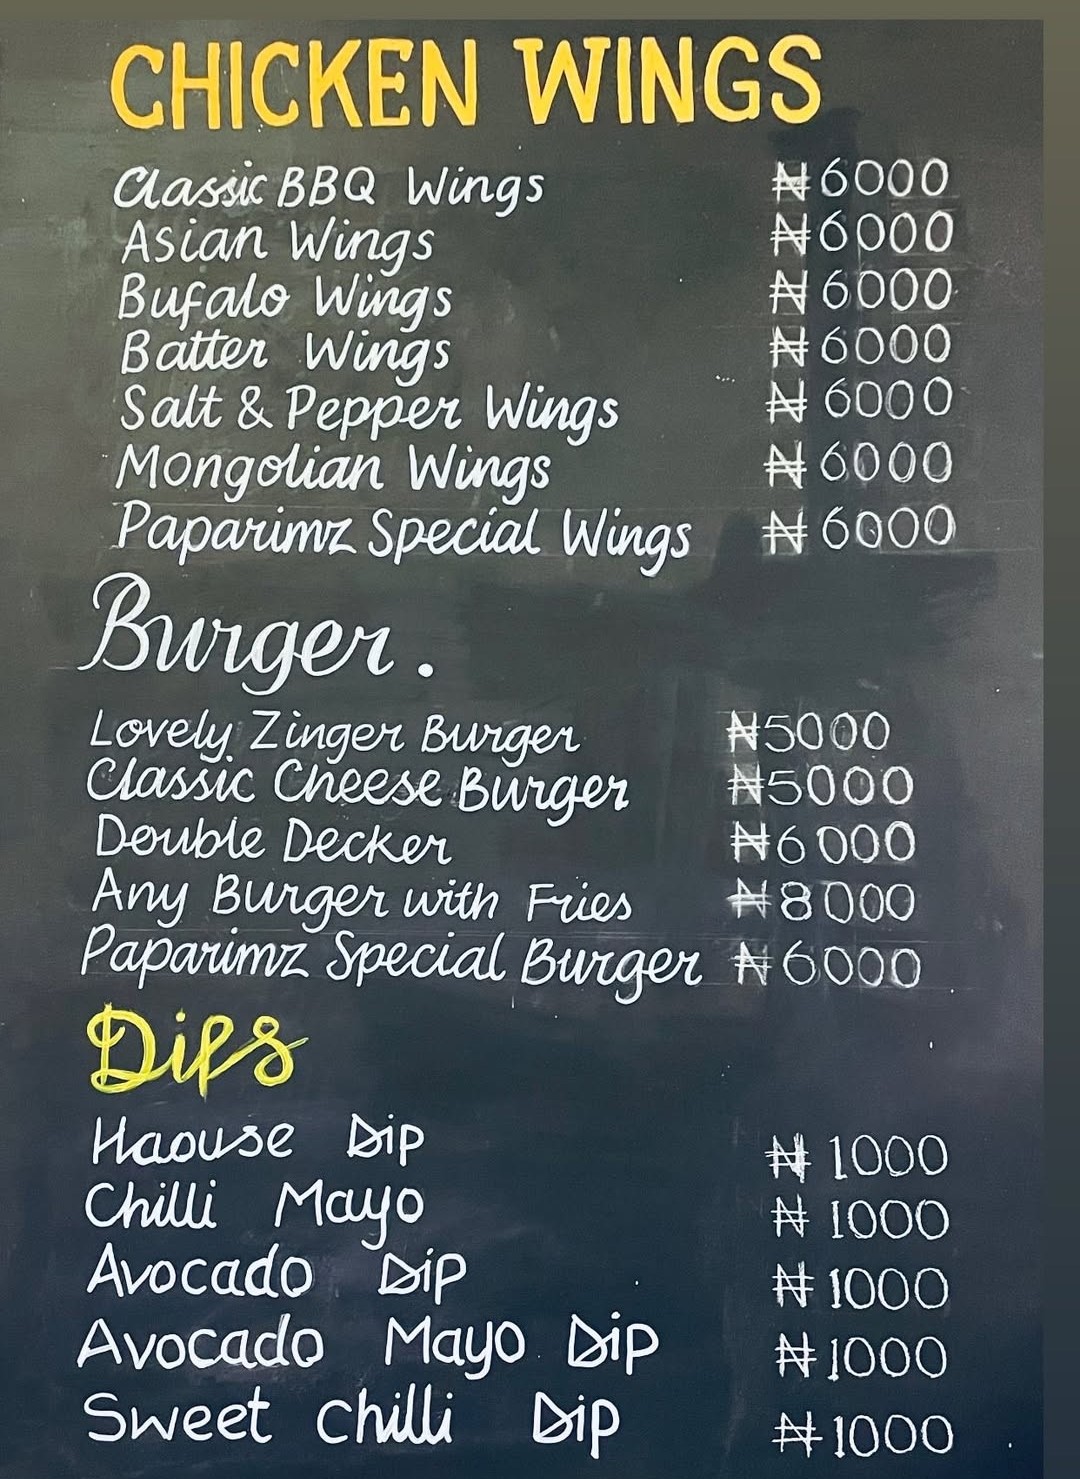 CHICKEN WINGS
Classic BBQ Wings ₦6000
Asian Wings ₦6000
Bufalo Wings ₦6000
Batter Wings ₦6000
Salt & Pepper Wings ₦6000
Mongolian Wings ₦6000
Paparimz Special Wings ₦6000
Burger.
Lovely Zinger Burger ₦5000
Classic Cheese Burger ₦5000
Double Decker ₦6000
Any Burger with Fries ₦8000
Paparimz Special Burger ₦6000
Dips
Haouse Dip ₦1000
Chilli Mayo ₦1000
Avocado Dip ₦1000
Avocado Mayo Dip ₦1000
Sweet chilli Dip ₦1000